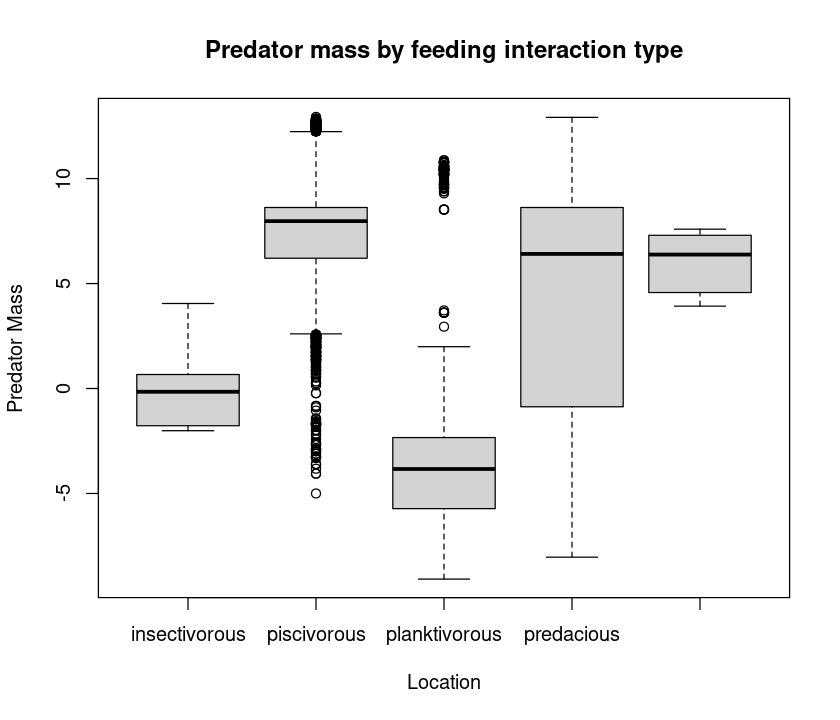 Predator mass by feeding interaction type
Predator Mass
10
5
0
-5
insectivorous piscivorous planktivorous predacious
Location